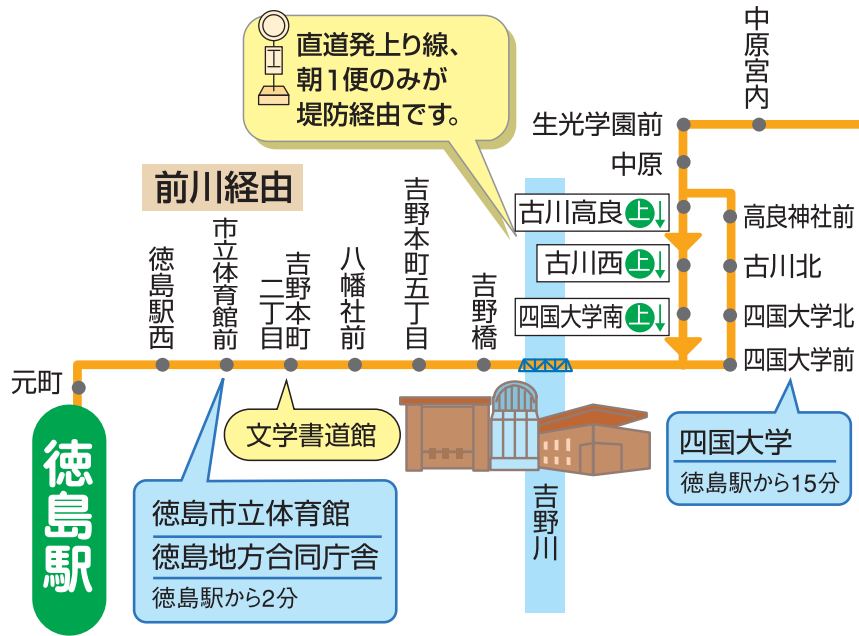 直道発上り線、
朝1便のみが
堤防経由です。
中原宮内
生光学園前
中原
前川経由
古川高良上
高良神社前
古川西上
古川北
四国大学南上
四国大学北
四国大学前
徳島駅西
市立体育館前
吉野本町
二丁目
八幡社前
吉野本町五丁目
吉野橋
元町
徳島駅
文学書道館
四国大学
徳島駅から15分
徳島市立体育館
徳島地方合同庁舎
徳島駅から2分
吉野川